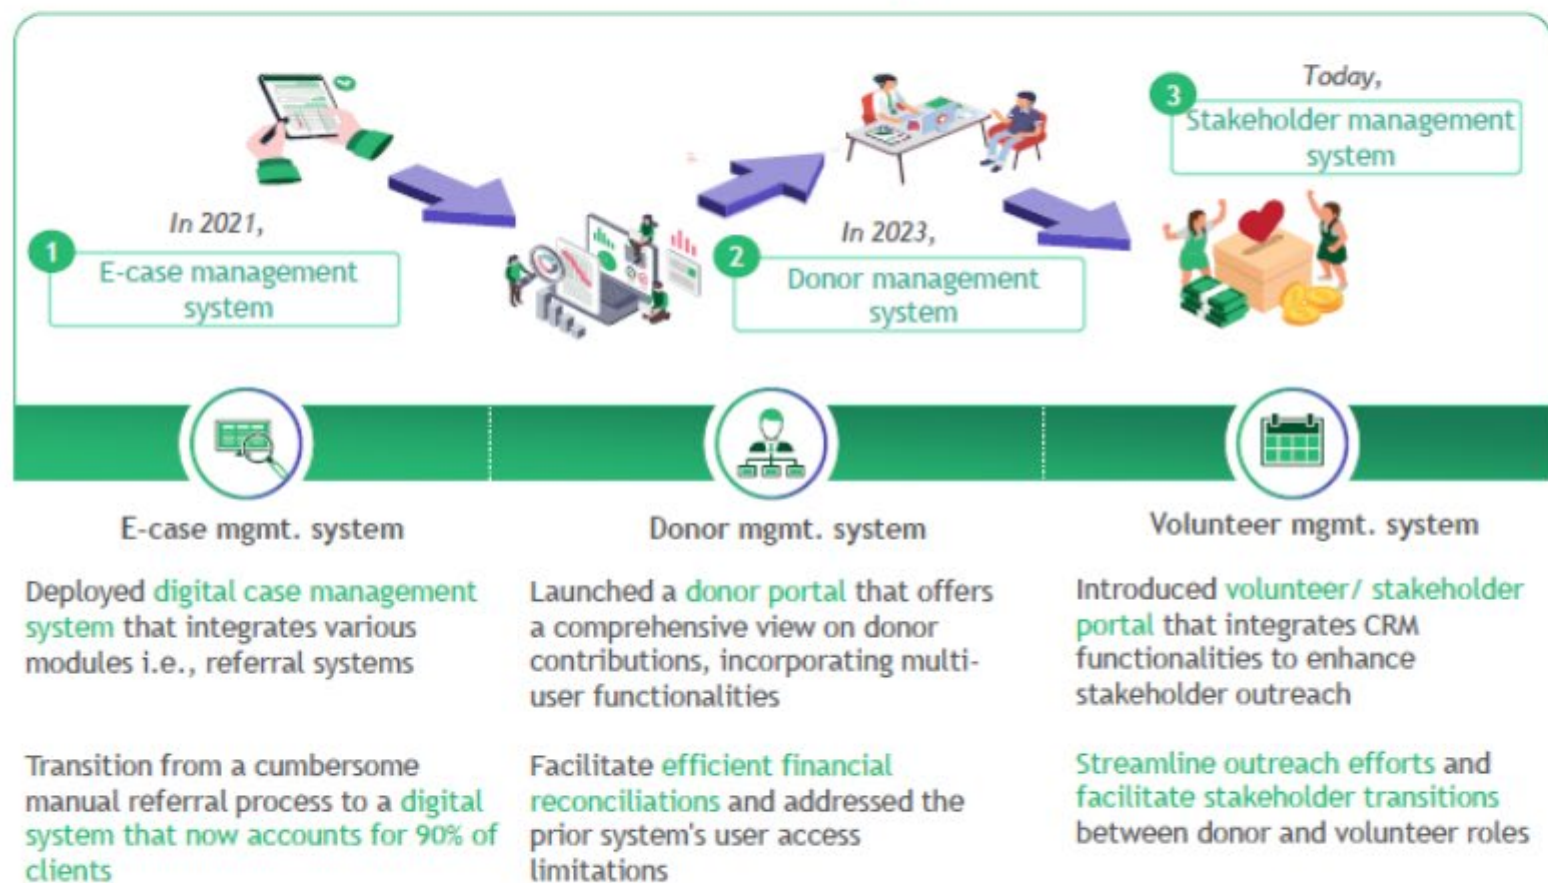 1
In 2021,
E-case management
system
2
In 2023,
Donor management
system
3
Today,
Stakeholder management
system
E-case mgmt. system
Deployed digital case management
system that integrates various
modules i.e., referral systems
Transition from a cumbersome
manual referral process to a digital
system that now accounts for 90% of
clients
Donor mgmt. system
Launched a donor portal that offers
a comprehensive view on donor
contributions, incorporating multi-
user functionalities
Facilitate efficient financial
reconciliations and addressed the
prior system's user access
limitations
Volunteer mgmt. system
Introduced volunteer/ stakeholder
portal that integrates CRM
functionalities to enhance
stakeholder outreach
Streamline outreach efforts and
facilitate stakeholder transitions
between donor and volunteer roles